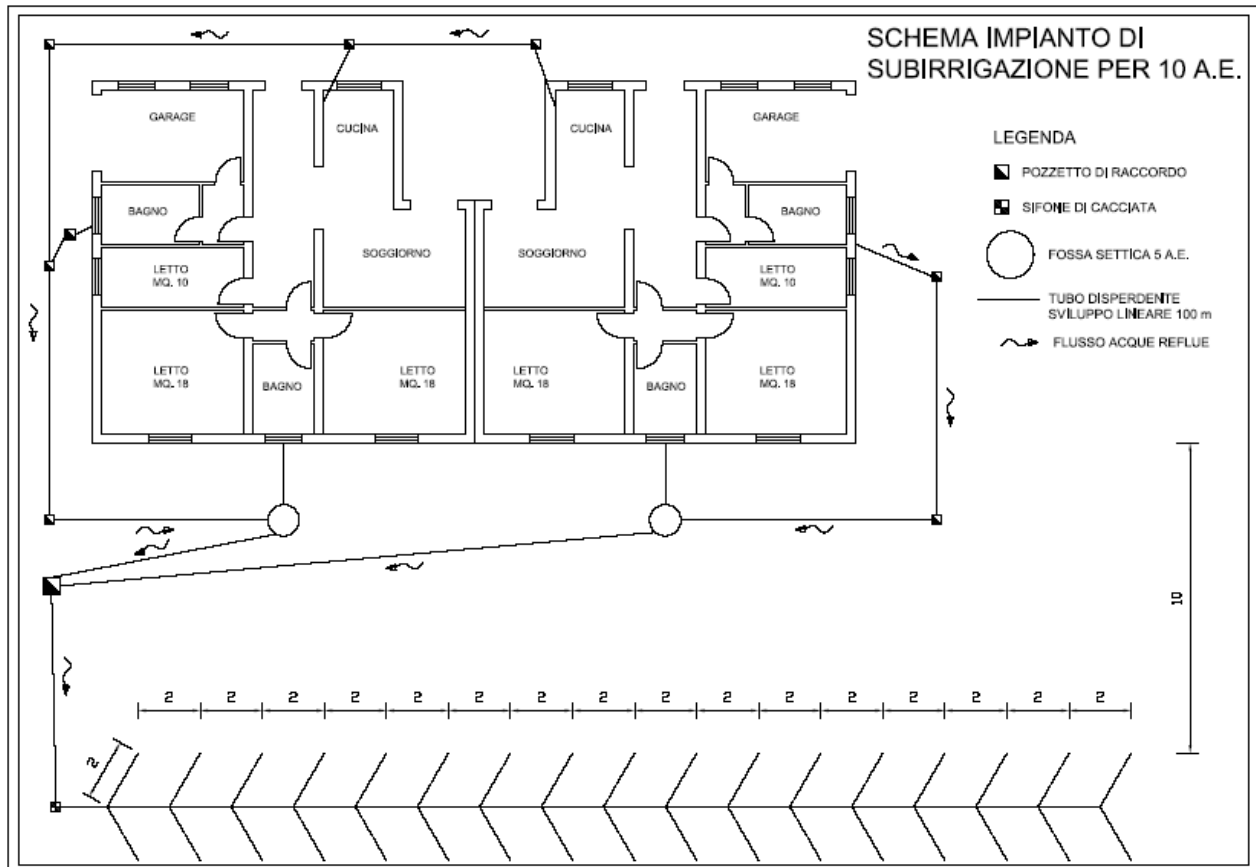 SCHEMA IMPIANTO DI
SUBIRRIGAZIONE PER 10 A.E.
LEGENDA
POZZETTO DI RACCORDO
SIFONE DI CACCIATA
FOSSA SETTICA 5 A.E.
TUBO DISPERDENTE
SVILUPPO LINEARE 100 m
FLUSSO ACQUE REFLUE
GARAGE
CUCINA
CUCINA
GARAGE
BAGNO
BAGNO
SOGGIORNO
SOGGIORNO
LETTO
MQ. 10
LETTO
MQ. 10
LETTO
MQ. 18
BAGNO
LETTO
MQ. 18
LETTO
MQ. 18
BAGNO
LETTO
MQ. 18
10
2 2 2 2 2 2 2 2 2 2 2 2 2 2 2 2
2